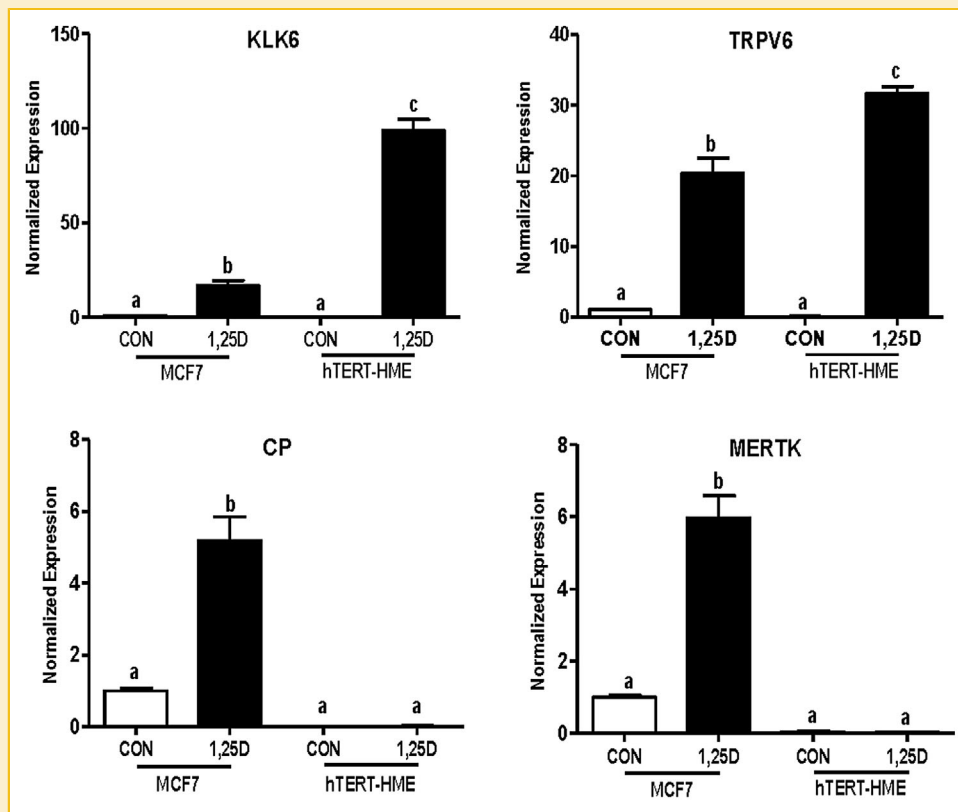 KLK6
Normalized Expression
150
100
50
0
a
b
a
c
CON
1,25D
CON
1,25D
MCF7
hTERT-HME
TRPV6
Normalized Expression
40
30
20
10
0
a
b
a
c
CON
1,25D
CON
1,25D
MCF7
hTERT-HME
CP
Normalized Expression
8
6
4
2
0
a
b
a
a
CON
1,25D
CON
1,25D
MCF7
hTERT-HME
MERTK
Normalized Expression
8
6
4
2
0
a
b
a
a
CON
1,25D
CON
1,25D
MCF7
hTERT-HME